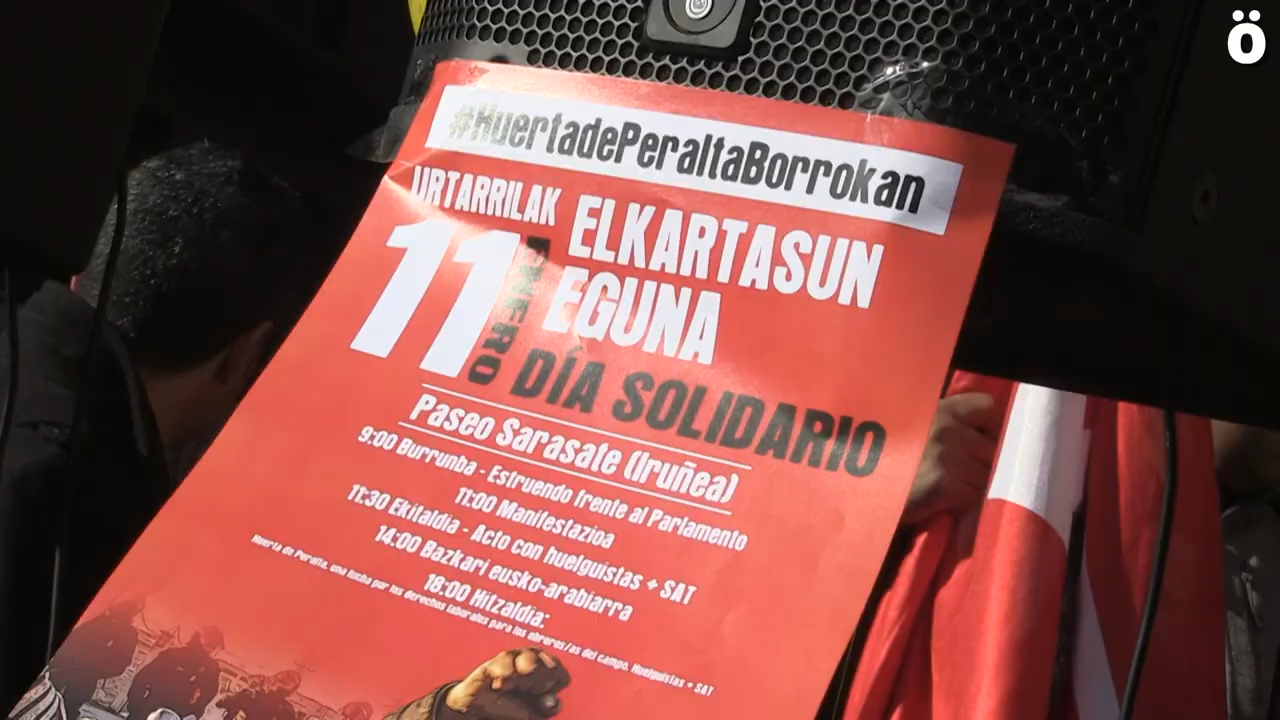 ö
#HuertadePeraltaBorrokan
URTARRILAK
11
ENERO
ELKARTASUN
EGUNA
DÍA SOLIDARIO
Paseo Sarasate (Iruñea)
9:00 Burrunba - Estruendo frente al Parlamento
11:00 Manifestazioa
11:30 Ekitaldia - Acto con huelguistas + SAT
14:00 Bazkari eusko-arabiarra
18:00 Hitzaldia:
Huerta de Peralta, una lucha por los derechos laborales para los obreros/as del campo. Huelguistas + SAT